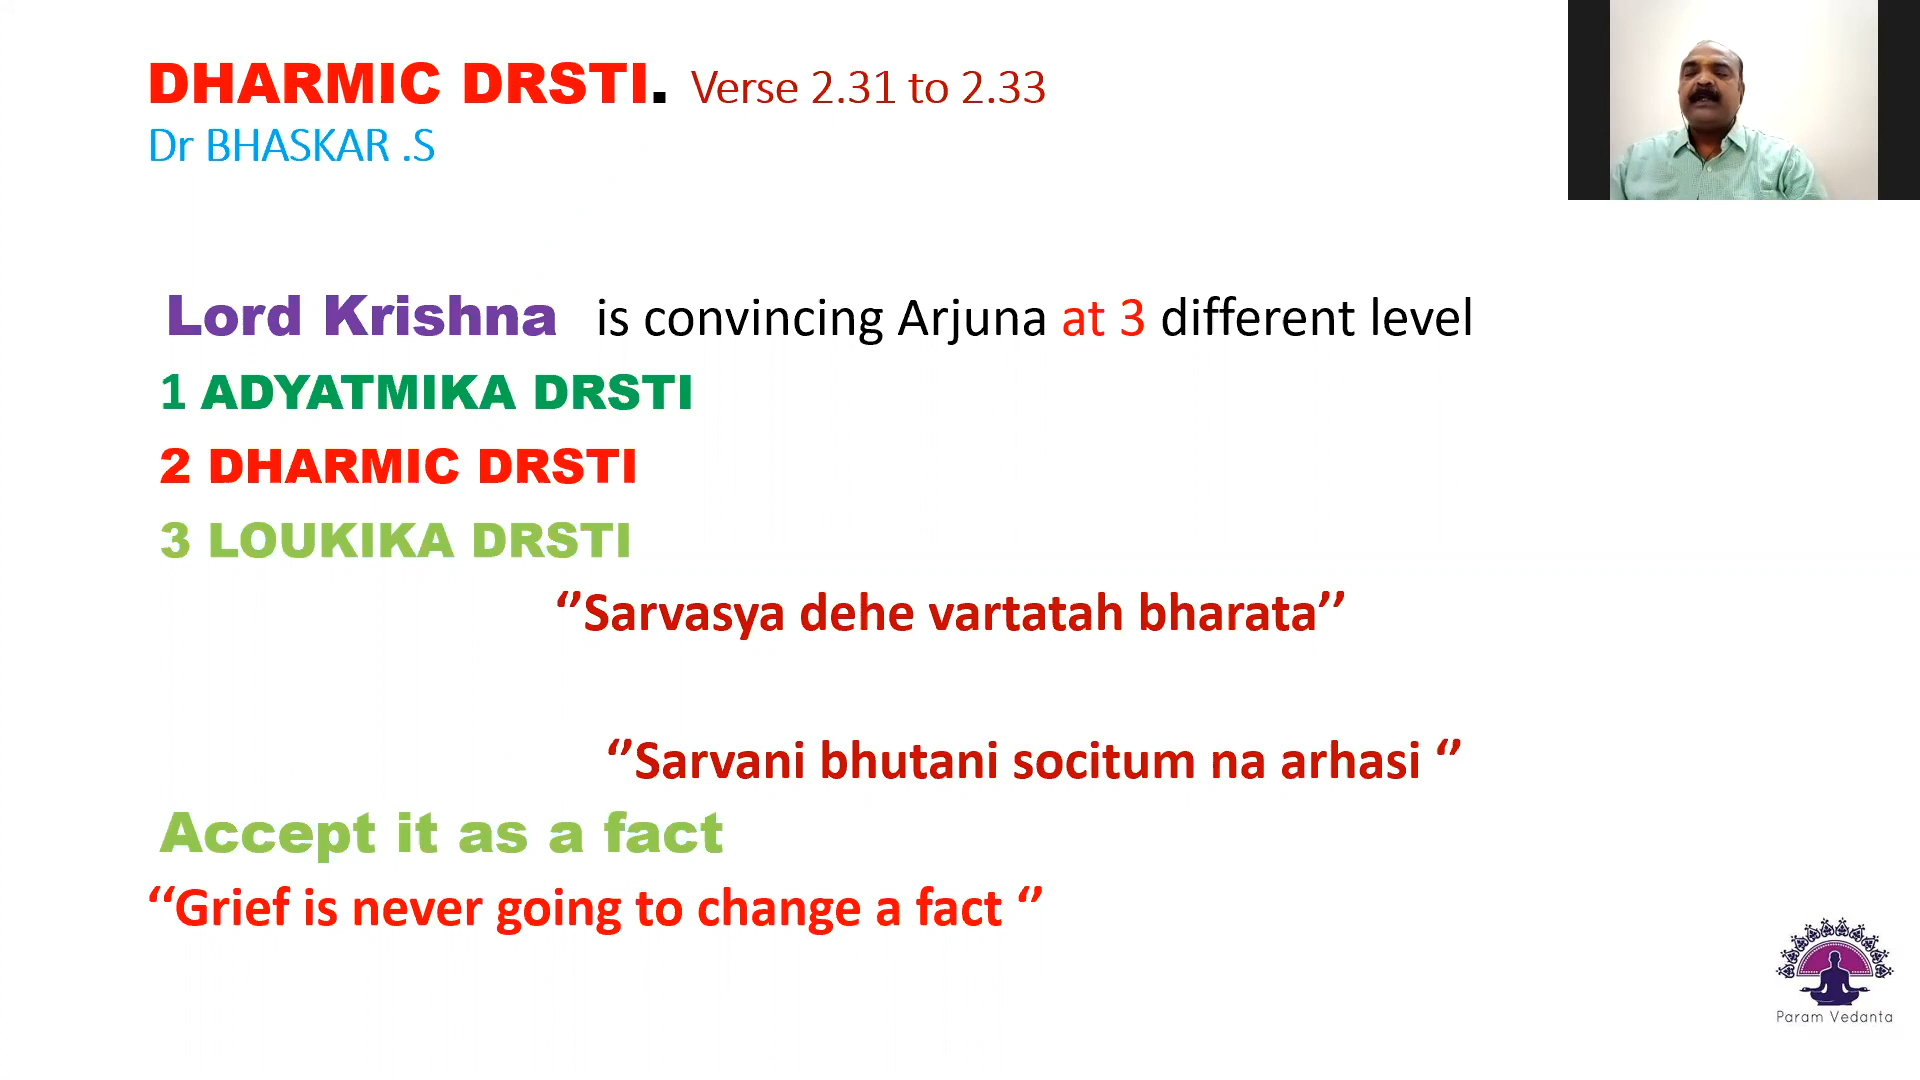 DHARMIC DRSTI. Verse 2.31 to 2.33
Dr BHASKAR .S
Lord Krishna is convincing Arjuna at 3 different level
1 ADYATMIKA DRSTI
2 DHARMIC DRSTI
3 LOUKIKA DRSTI
‘’Sarvasya dehe vartatah bharata’’
‘’Sarvani bhutani socitum na arhasi ‘’
Accept it as a fact
‘‘Grief is never going to change a fact ‘’
Param Vedanta